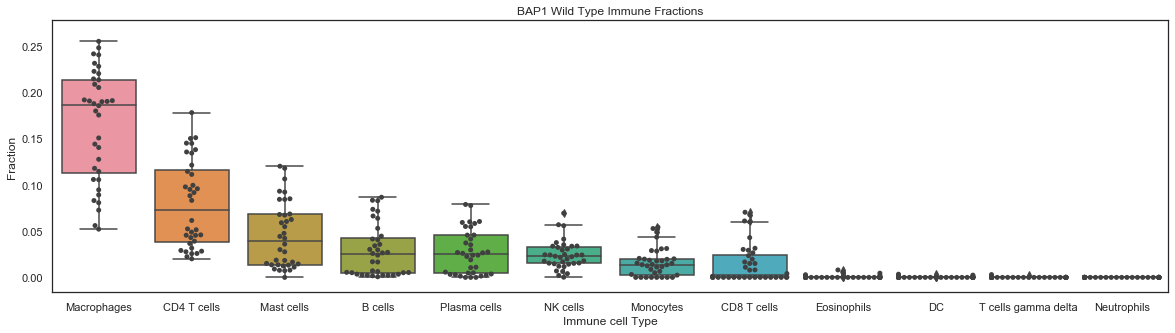 BAP1 Wild Type Immune Fractions
Fraction
0.25
0.20
0.15
0.10
0.05
0.00
Macrophages CD4 T cells Mast cells B cells Plasma cells NK cells Monocytes CD8 T cells Eosinophils DC T cells gamma delta Neutrophils
Immune cell Type